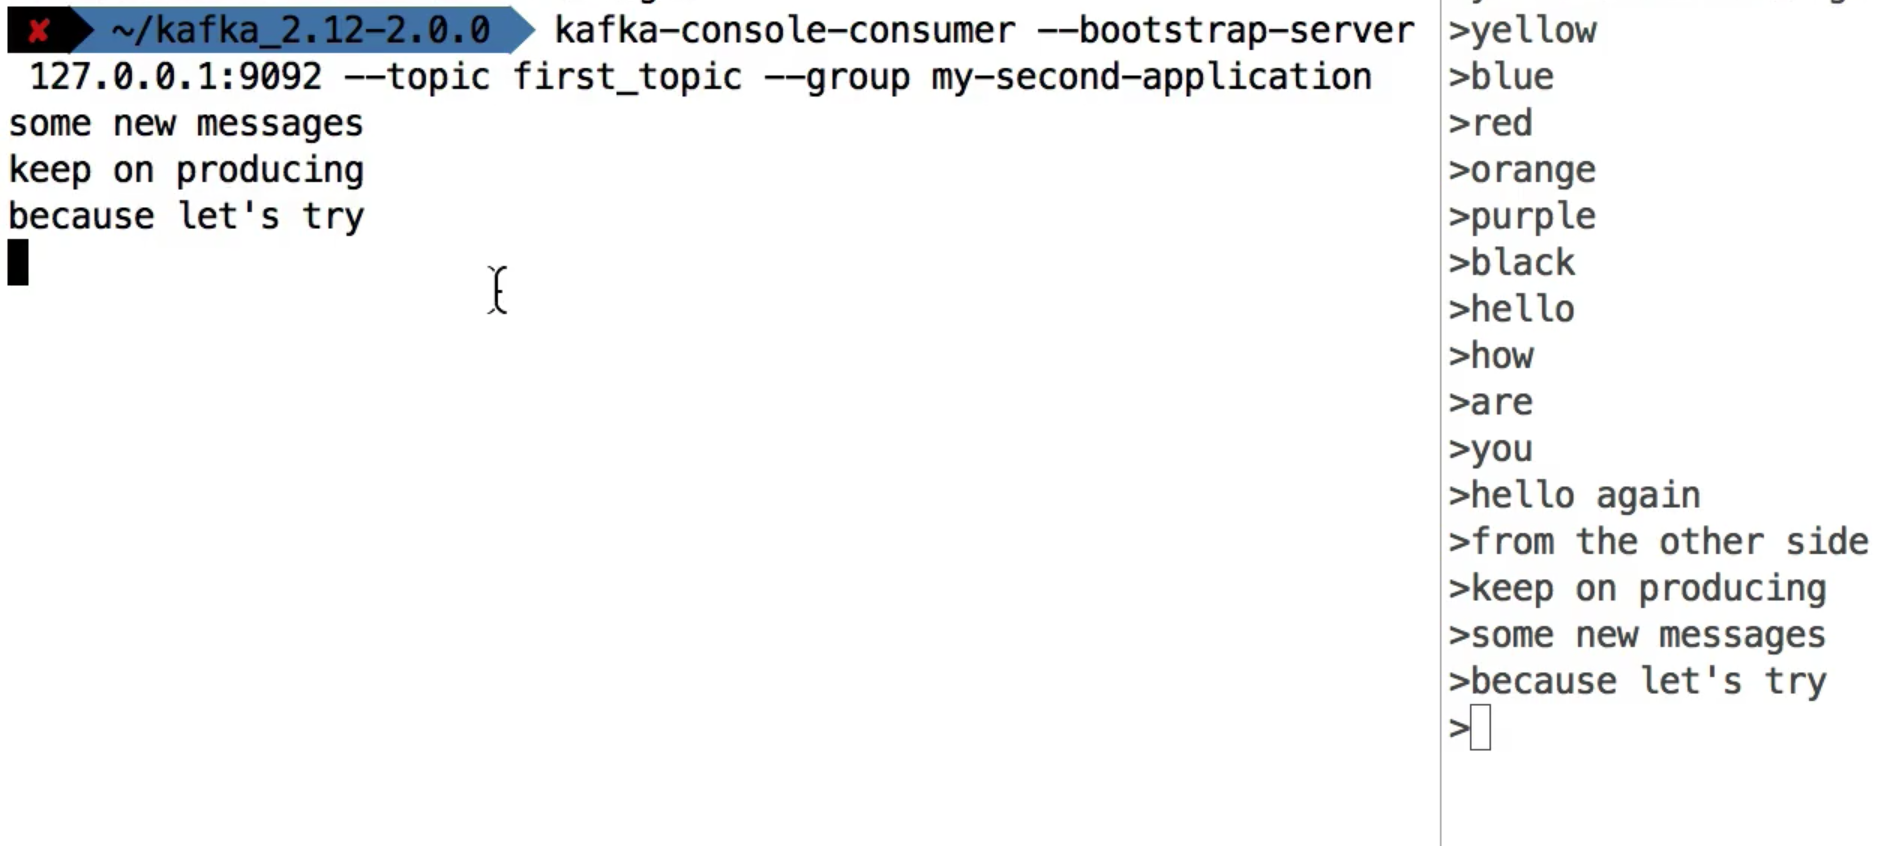 ✘ ~/kafka_2.12-2.0.0 kafka-console-consumer --bootstrap-server
127.0.0.1:9092 --topic first_topic --group my-second-application
some new messages
keep on producing
because let's try
>yellow
>blue
>red
>orange
>purple
>black
>hello
>how
>are
>you
>hello again
>from the other side
>keep on producing
>some new messages
>because let's try
>